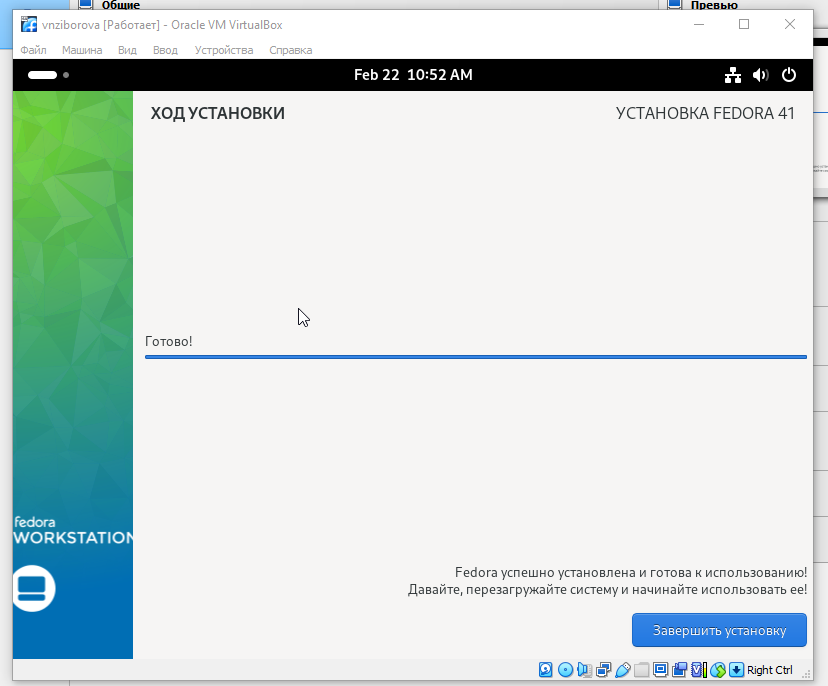 Общие
Превью
vnziborova [Работает] - Oracle VM VirtualBox
Файл Машина Вид Ввод Устройства Справка
Feb 22 10:52 AM
ХОД УСТАНОВКИ
УСТАНОВКА FEDORA 41
Готово!
fedora
WORKSTATION
Fedora успешно установлена и готова к использованию!
Давайте, перезагружайте систему и начинайте использовать ее!
Завершить установку
Right Ctrl